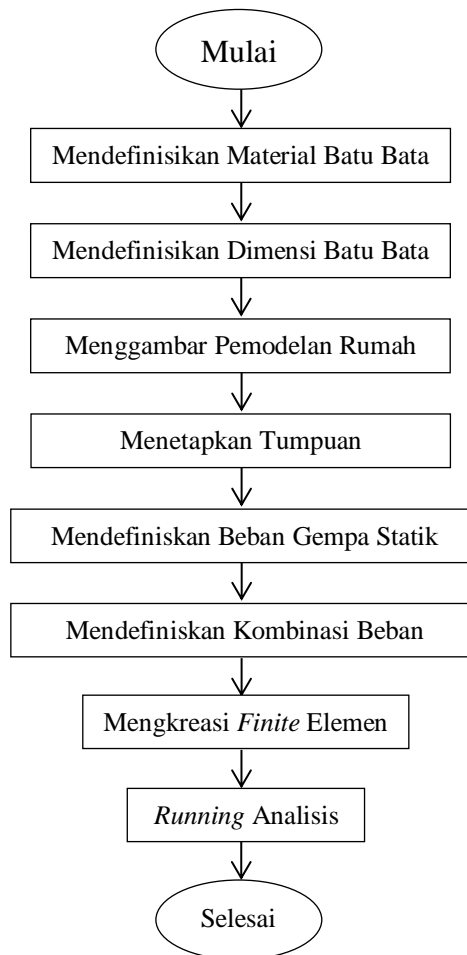 Mulai
Mendefinisikan Material Batu Bata
Mendefinisikan Dimensi Batu Bata
Menggambar Pemodelan Rumah
Menetapkan Tumpuan
Mendefiniskan Beban Gempa Statik
Mendefiniskan Kombinasi Beban
Mengkreasi Finite Elemen
Running Analisis
Selesai